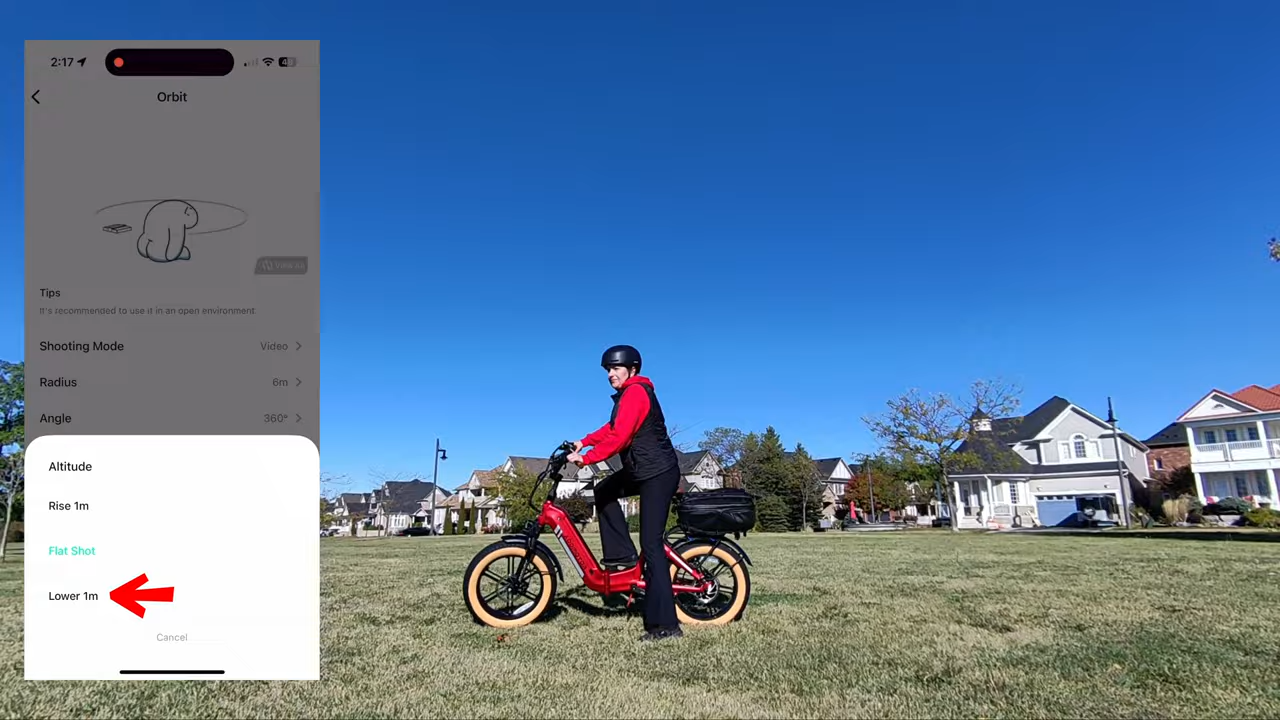 2:17
Orbit
Tips
It's recommended to use it in an open environment
Shooting Mode
Video
Radius
6m
Angle
360°
Altitude
Rise 1m
Flat Shot
Lower 1m
Cancel